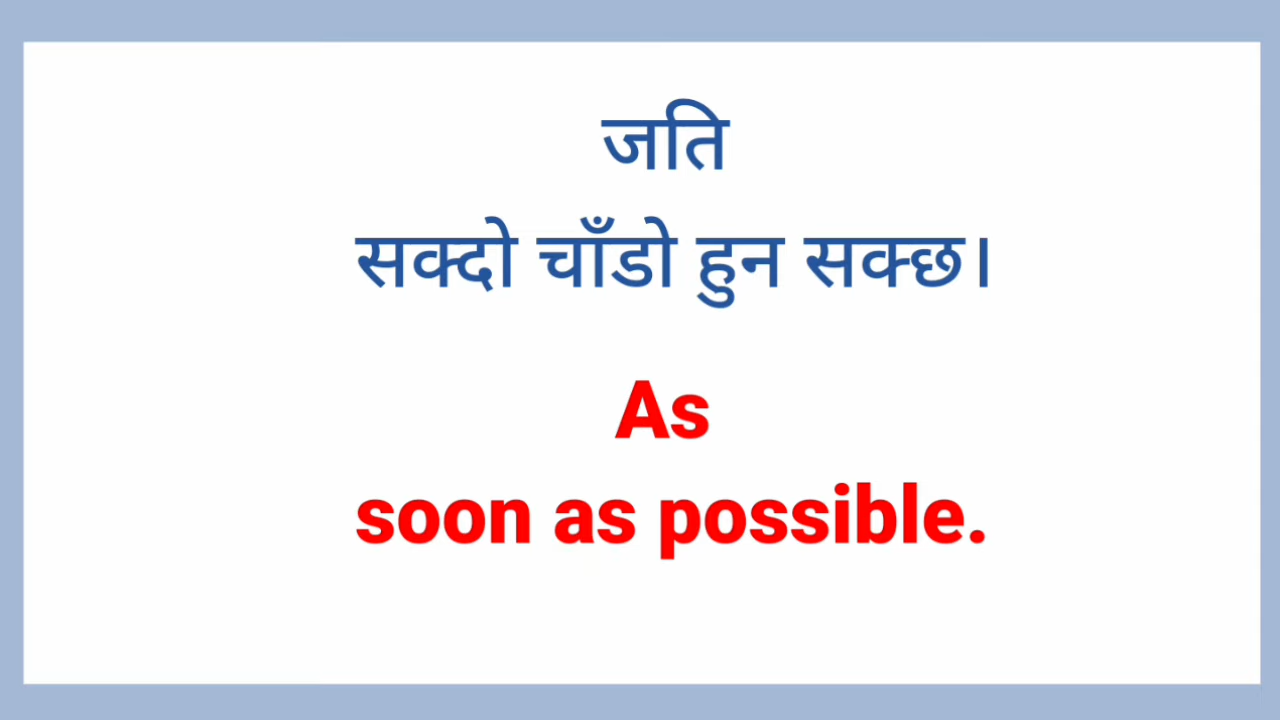 जति
सक्दो चाँडो हुन सक्छ।
As
soon as possible.